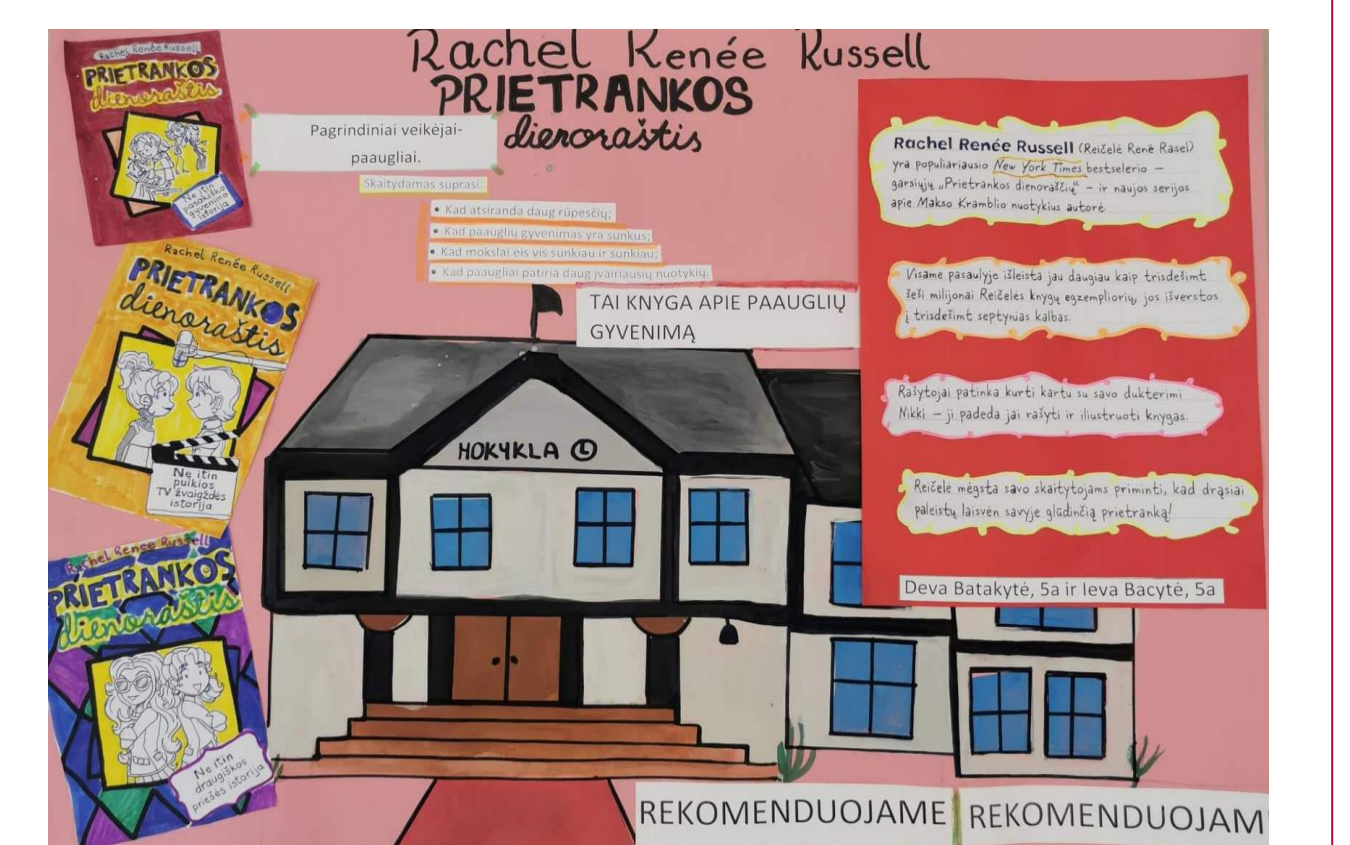 Rachel Renée Russell
PRIETRANKOS
dienoraštis
Rachel Renée Russell
PRIETRANKOS
dienoraštis
Ne itin
pasakiško
gyvenimo
istorija
Pagrindiniai veikėjai-
paaugliai.
Skaitydamas suprasi:
• Kad atsiranda daug rūpesčių;
• Kad paauglių gyvenimas yra sunkus;
• Kad mokslai eis vis sunkiau ir sunkiau;
• Kad paaugliai patiria daug įvairiausių nuotykių.
TAI KNYGA APIE PAAUGLIŲ
GYVENIMĄ
Rachel Renée Russell
PRIETRANKOS
dienoraštis
Ne itin
puikios
TV žvaigždės
istorija
Rachel Renée Russell
PRIETRANKOS
dienoraštis
Ne itin
draugiškos
priešės istorija
MOKYKLA
Rachel Renée Russell (Reičelė Renė Rasel)
yra populiariausio New York Times bestselerio –
garsiųjų „Prietrankos dienoraščių“ – ir naujos serijos
apie Makso Kramblio nuotykius autorė.
Visame pasaulyje išleista jau daugiau kaip trisdešimt
šeši milijonai Reičelės knygų egzempliorių, jos išverstos
į trisdešimt septynias kalbas.
Rašytojai patinka kurti kartu su savo dukterimi
Nikki – ji padeda jai rašyti ir iliustruoti knygas.
Reičelė mėgsta savo skaitytojams priminti, kad drąsiai
paleistų laisvėn savyje glūdinčią prietranką!
Deva Batakytė, 5a ir Ieva Bacytė, 5a
REKOMENDUOJAME
REKOMENDUOJAM